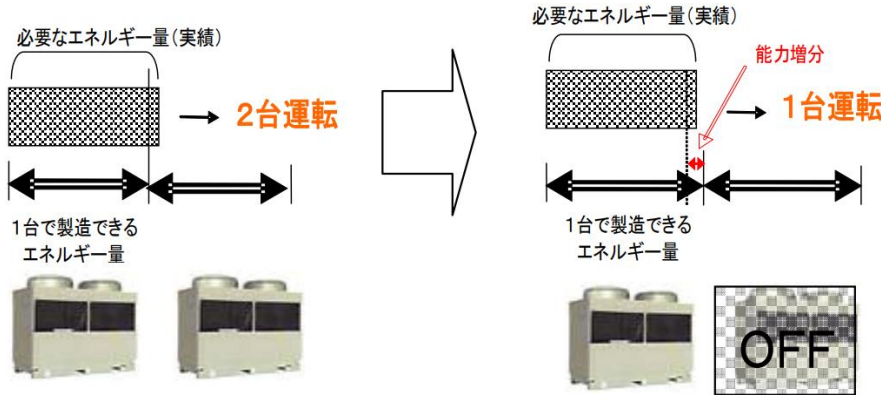 必要なエネルギー量(実績)
2台運転
1台で製造できる
エネルギー量
必要なエネルギー量(実績)
能力増分
1台運転
1台で製造できる
エネルギー量
OFF